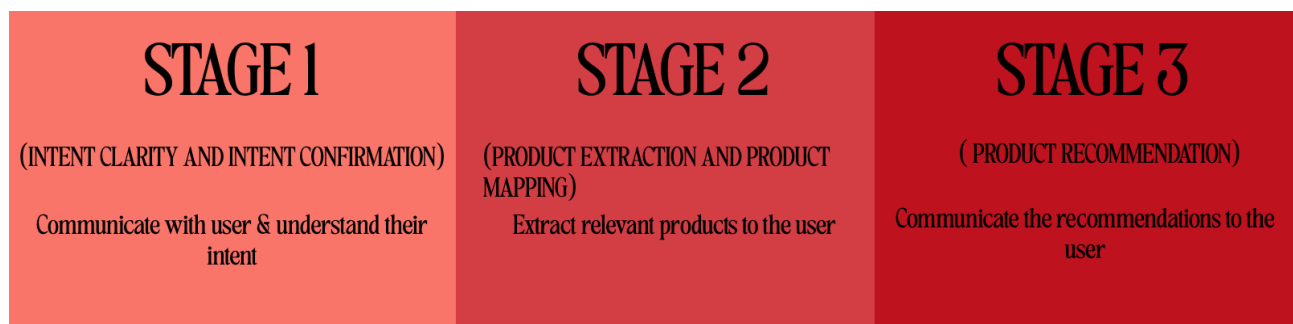 STAGE 1
(INTENT CLARITY AND INTENT CONFIRMATION)
Communicate with user & understand their
intent
STAGE 2
(PRODUCT EXTRACTION AND PRODUCT
MAPPING)
Extract relevant products to the user
STAGE 3
( PRODUCT RECOMMENDATION)
Communicate the recommendations to the
user